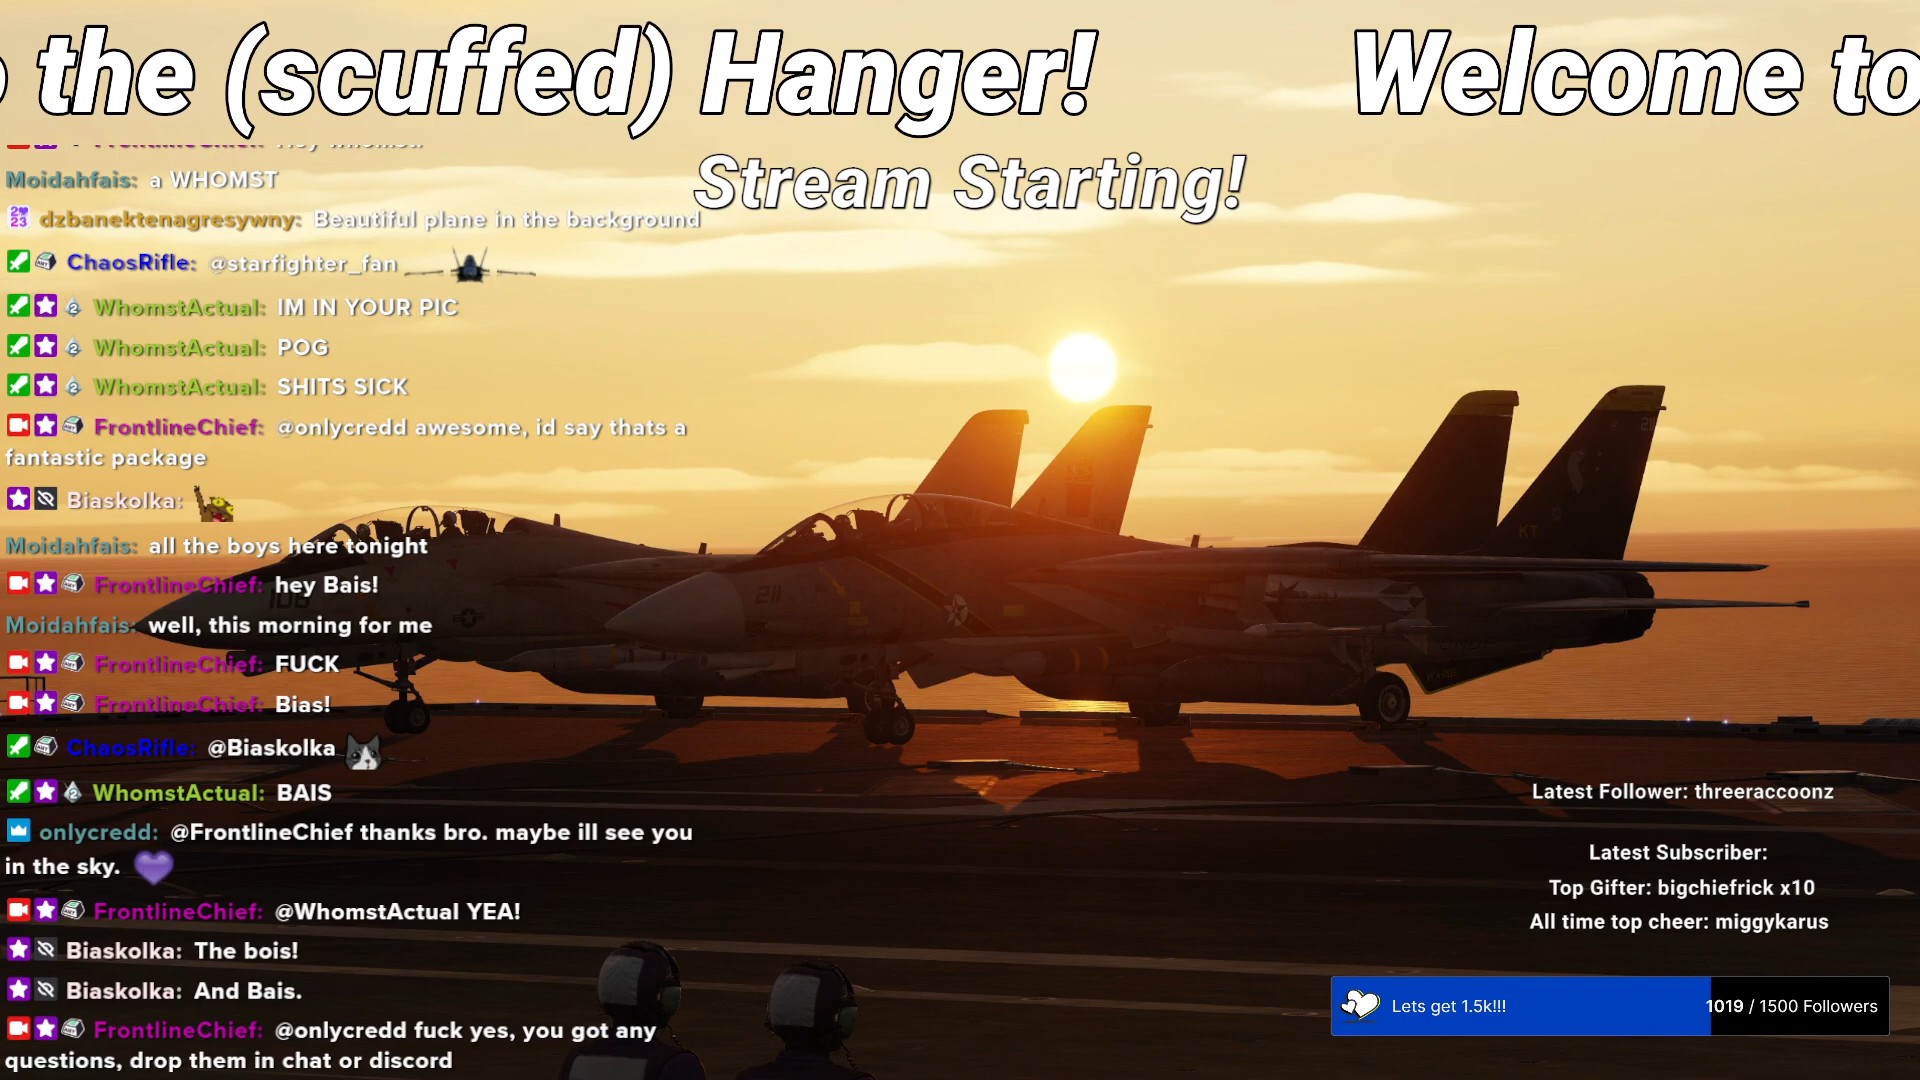 the (scuffed) Hanger! Welcome to
Stream Starting!
FrontlineChief: Hey whomst!
Moidahfais: a WHOMST
dzbanektenagresywny: Beautiful plane in the background
ChaosRifle: @starfighter_fan
WhomstActual: IM IN YOUR PIC
WhomstActual: POG
WhomstActual: SHITS SICK
FrontlineChief: @onlycredd awesome, id say thats a
fantastic package
Biaskolka:
Moidahfais: all the boys here tonight
FrontlineChief: hey Bais!
Moidahfais: well, this morning for me
FrontlineChief: FUCK
FrontlineChief: Bias!
ChaosRifle: @Biaskolka
WhomstActual: BAIS
onlycredd: @FrontlineChief thanks bro. maybe ill see you
in the sky.
FrontlineChief: @WhomstActual YEA!
Biaskolka: The bois!
Biaskolka: And Bais.
FrontlineChief: @onlycredd fuck yes, you got any
questions, drop them in chat or discord
211
KT
Latest Follower: threeraccoonz
Latest Subscriber:
Top Gifter: bigchiefrick x10
All time top cheer: miggykarus
Lets get 1.5k!!! 1019 / 1500 Followers